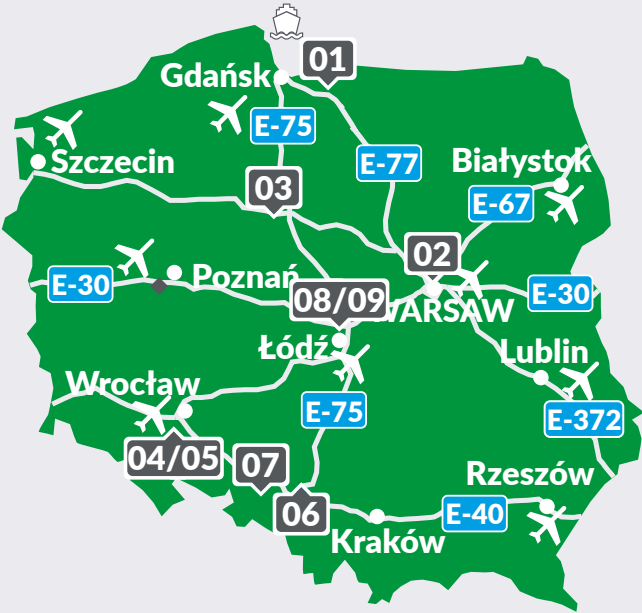 01
Gdańsk
E-75
Szczecin
E-77
Białystok
03
E-67
02
Poznań
E-30
08/09
WARSAW
E-30
Łódź
Lublin
Wrocław
E-75
E-372
04/05
07
Rzeszów
06
E-40
Kraków